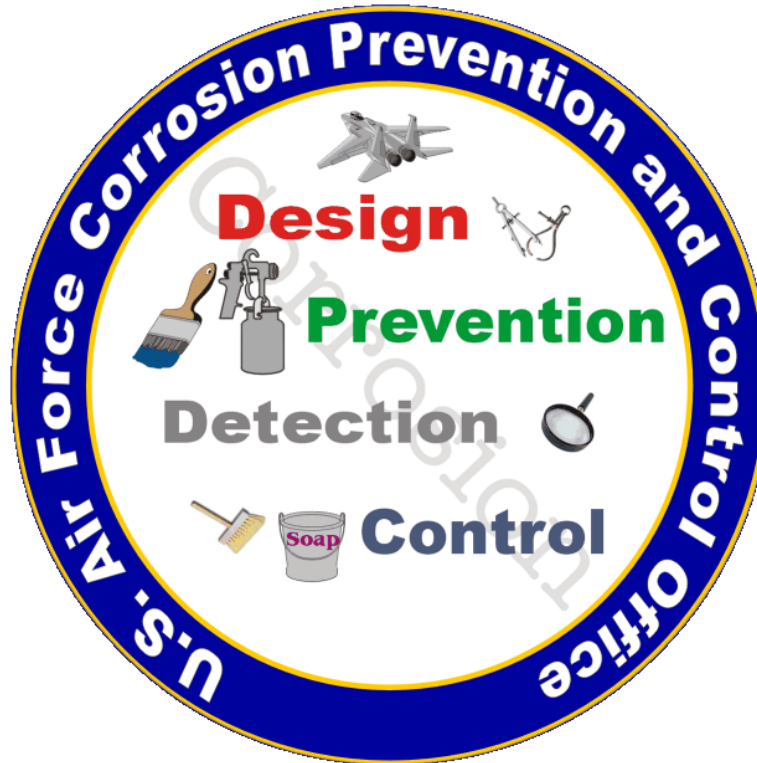 U.S. Air Force Corrosion Prevention and Control Office
Design
Prevention
Detection
Soap
Control
Corrosion